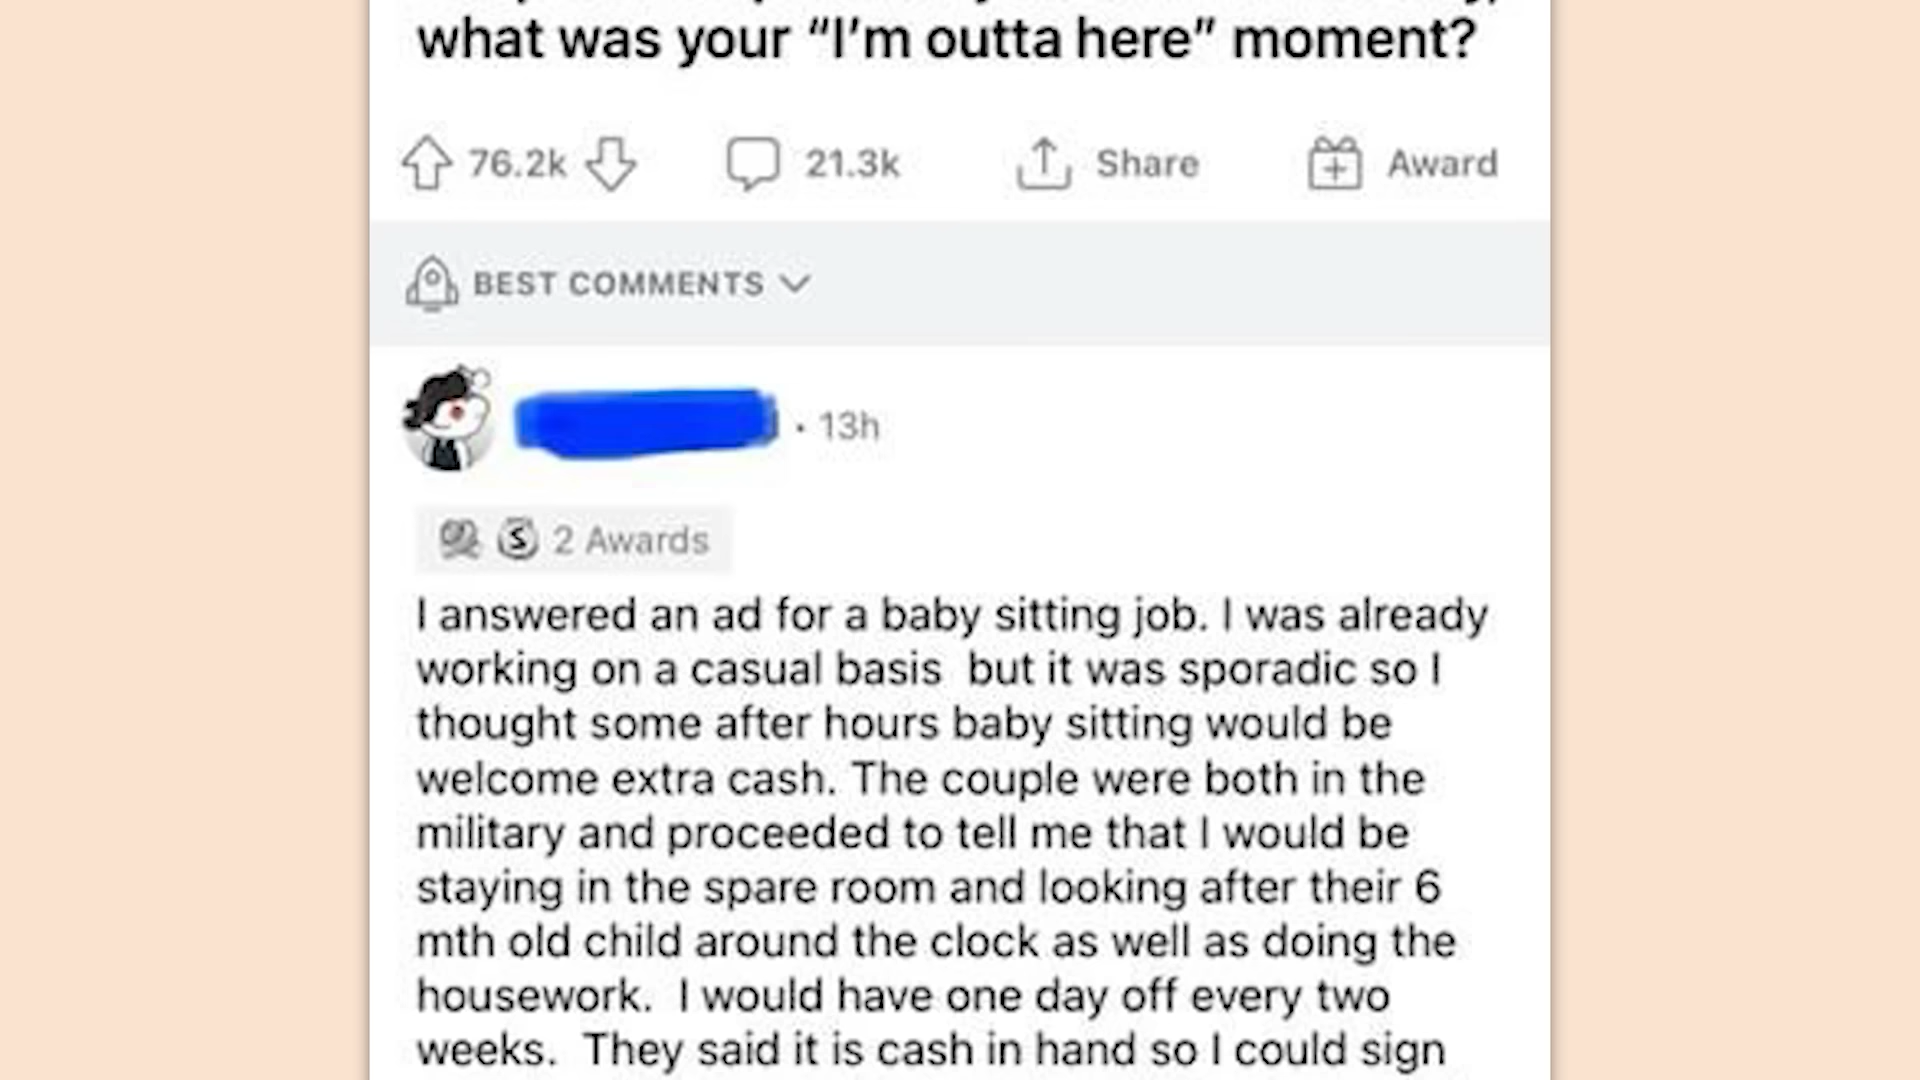 what was your “I’m outta here” moment?
76.2k 21.3k Share Award
BEST COMMENTS
· 13h
2 Awards
I answered an ad for a baby sitting job. I was already
working on a casual basis  but it was sporadic so I
thought some after hours baby sitting would be
welcome extra cash. The couple were both in the
military and proceeded to tell me that I would be
staying in the spare room and looking after their 6
mth old child around the clock as well as doing the
housework.  I would have one day off every two
weeks.  They said it is cash in hand so I could sign